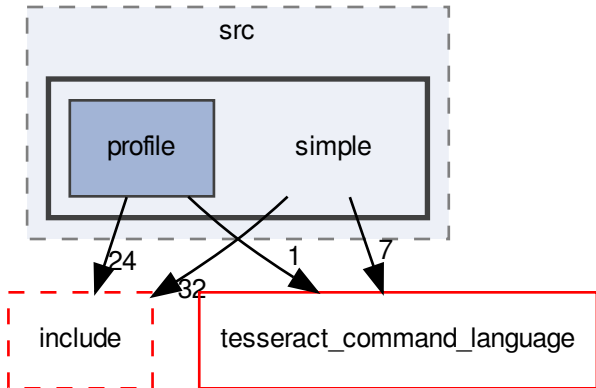 src
profile
simple
24
1
7
32
include
tesseract_command_language